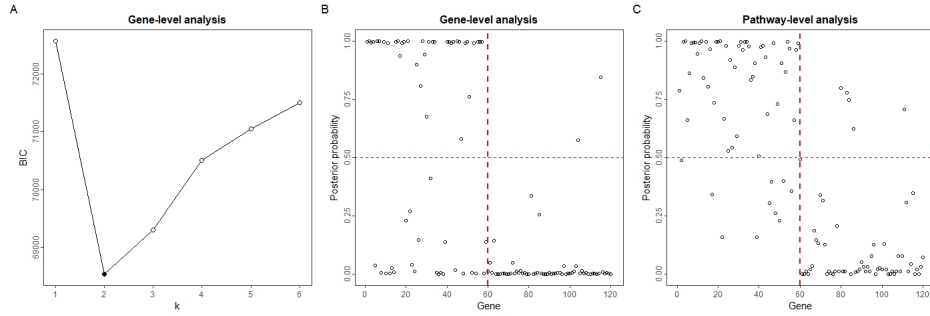 A
Gene-level analysis
BIC
72000
71000
70000
69000
1 2 3 4 5 6
k
B
Gene-level analysis
Posterior probability
1.00
0.75
0.50
0.25
0.00
0 20 40 60 80 100 120
Gene
C
Pathway-level analysis
Posterior probability
1.00
0.75
0.50
0.25
0.00
0 20 40 60 80 100 120
Gene